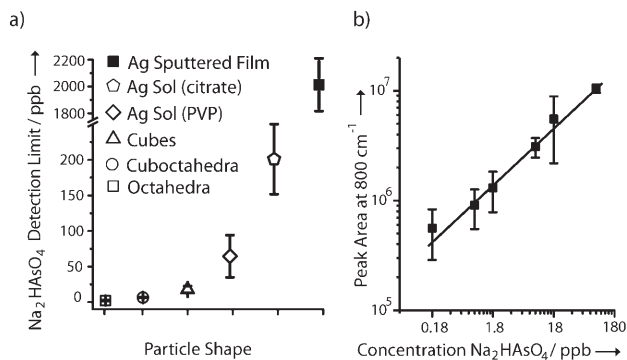 a)
b)
2200
2000
1800
200
150
100
50
0
Na2HAsO4 Detection Limit / ppb
Ag Sputtered Film
Ag Sol (citrate)
Ag Sol (PVP)
Cubes
Cuboctahedra
Octahedra
Particle Shape
10^7
10^6
10^5
Peak Area at 800 cm^-1
0.18
1.8
18
180
Concentration Na2HAsO4/ ppb